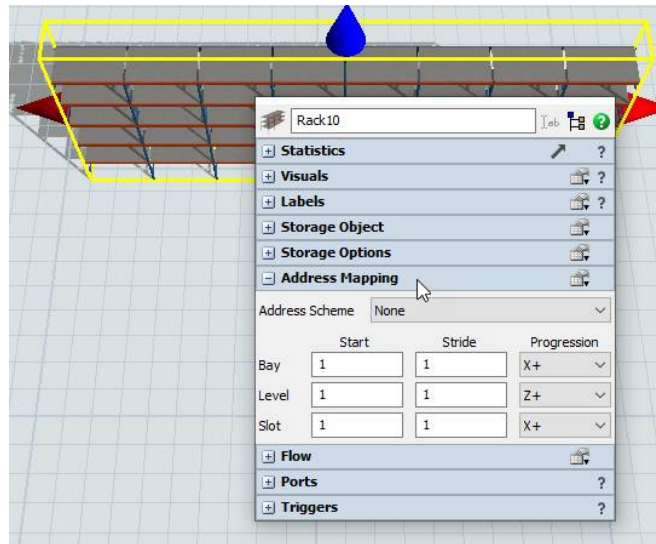 Rack10
Statistics ?
Visuals ?
Labels ?
Storage Object
Storage Options
Address Mapping
Address Scheme None
Start Stride Progression
Bay 1 1 X+
Level 1 1 Z+
Slot 1 1 X+
Flow
Ports ?
Triggers ?